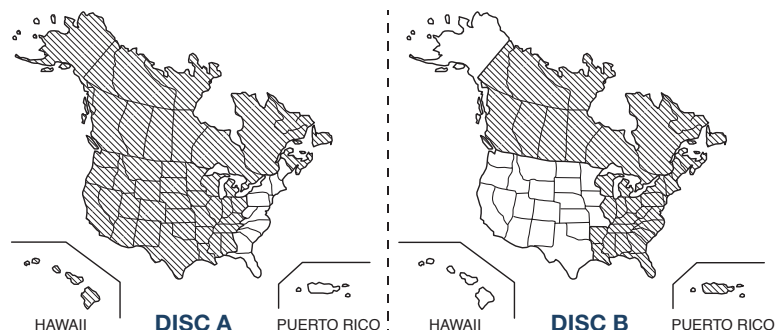 HAWAII DISC A PUERTO RICO
HAWAII DISC B PUERTO RICO